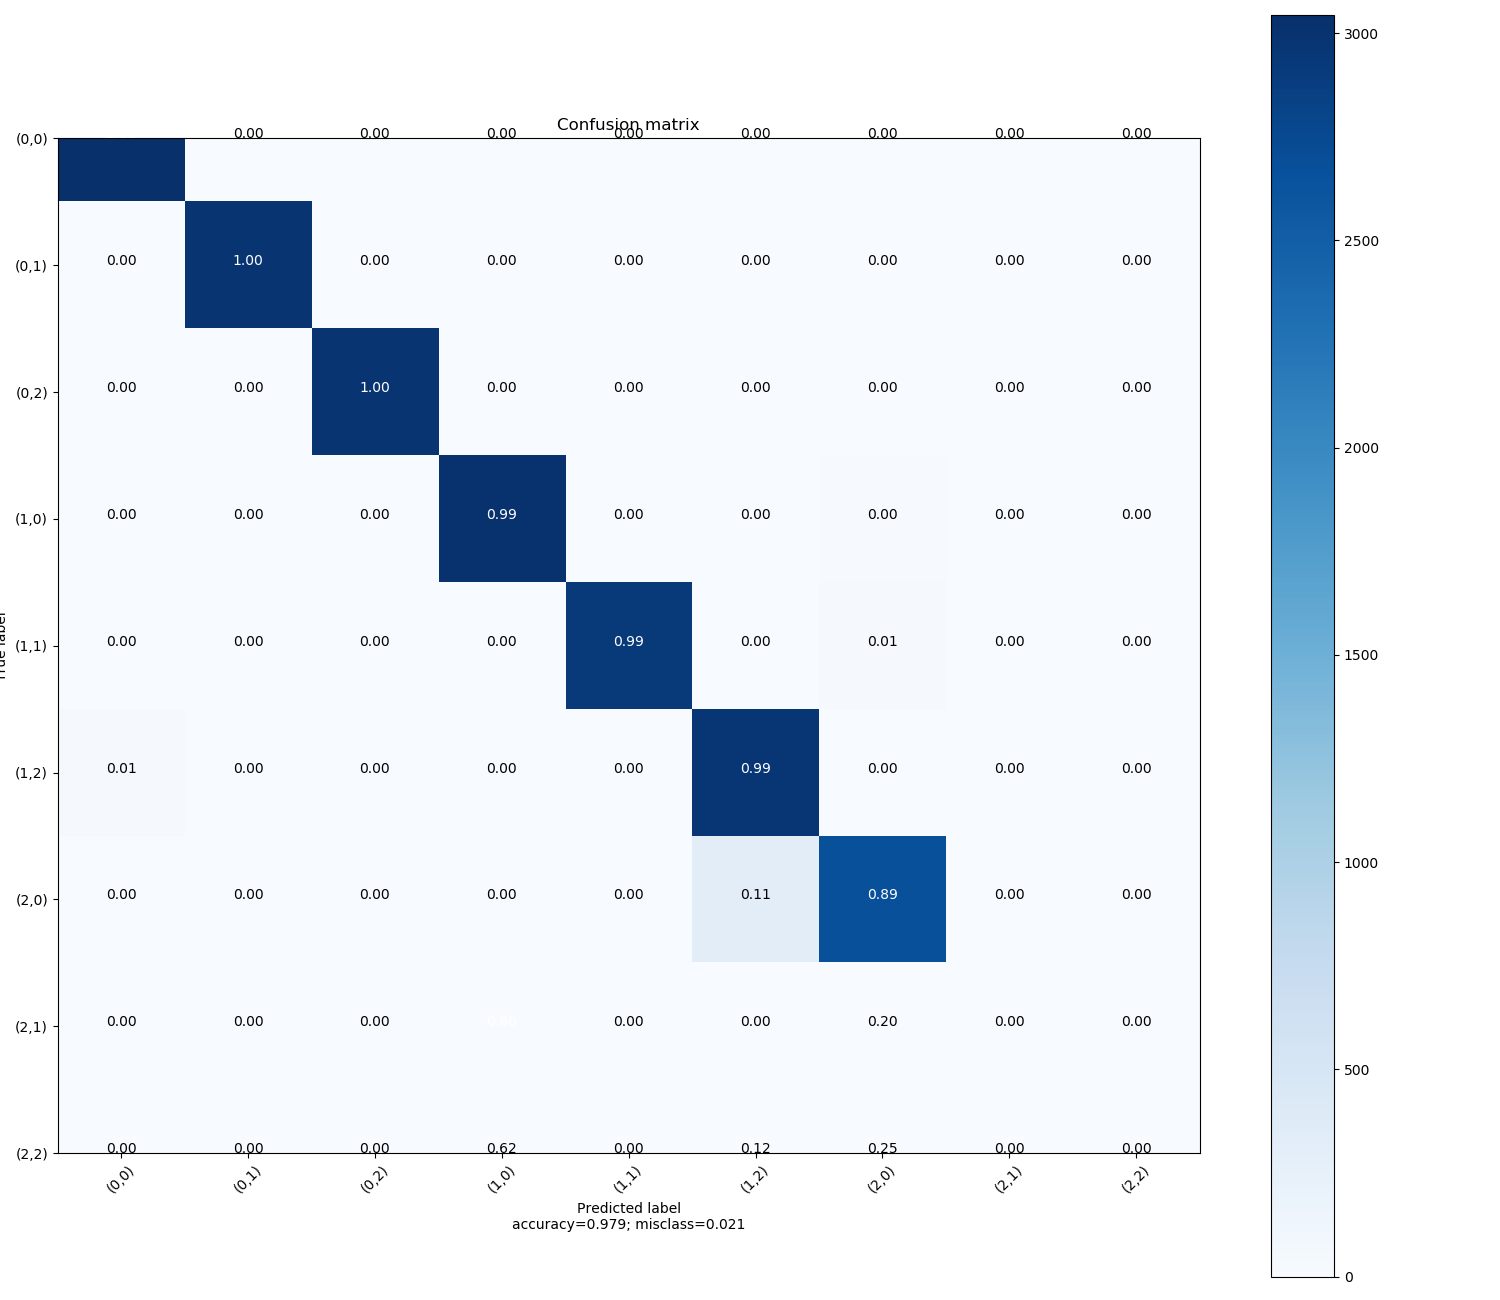 Confusion matrix
(0,0) 0.00 0.00 0.00 0.00 0.00 0.00 0.00 0.00
(0,1) 0.00 1.00 0.00 0.00 0.00 0.00 0.00 0.00 0.00
(0,2) 0.00 0.00 1.00 0.00 0.00 0.00 0.00 0.00 0.00
(1,0) 0.00 0.00 0.00 0.99 0.00 0.00 0.00 0.00 0.00
(1,1) 0.00 0.00 0.00 0.00 0.99 0.00 0.01 0.00 0.00
(1,2) 0.01 0.00 0.00 0.00 0.00 0.99 0.00 0.00 0.00
(2,0) 0.00 0.00 0.00 0.00 0.00 0.11 0.89 0.00 0.00
(2,1) 0.00 0.00 0.00 0.00 0.00 0.20 0.00 0.00
(2,2) 0.00 0.00 0.00 0.62 0.00 0.12 0.25 0.00 0.00
(0,0) (0,1) (0,2) (1,0) (1,1) (1,2) (2,0) (2,1) (2,2)
Predicted label
accuracy=0.979; misclass=0.021
True label
3000
2500
2000
1500
1000
500
0